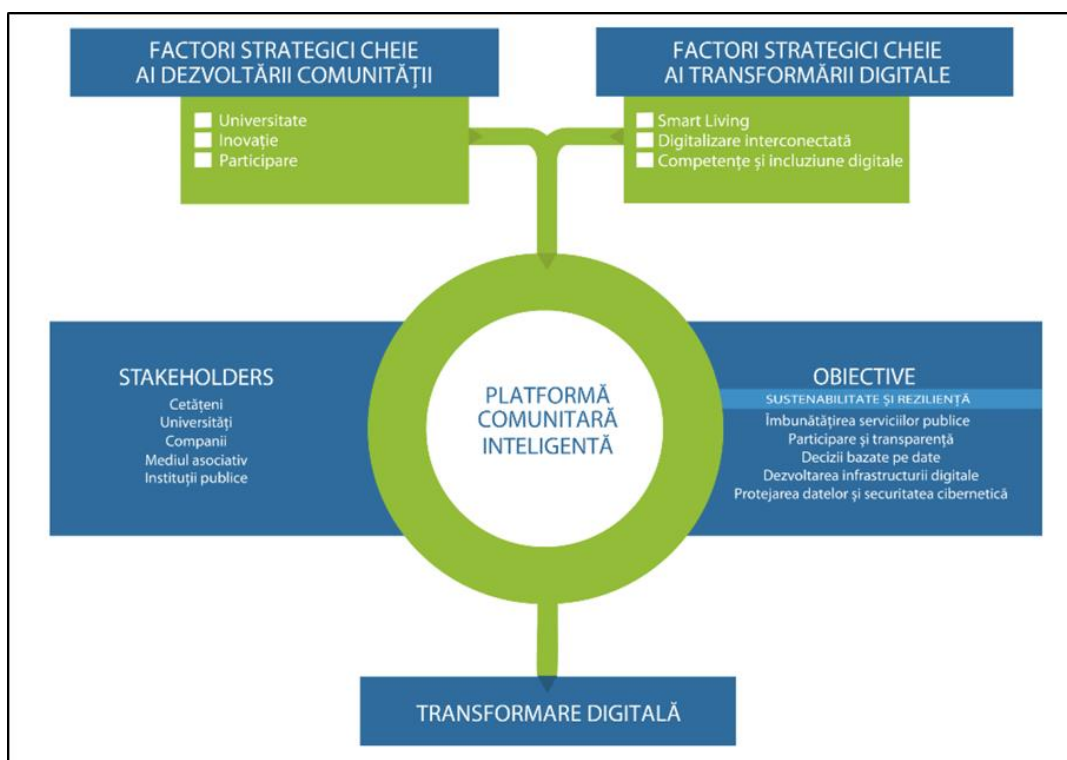 FACTORI STRATEGICI CHEIE
AI DEZVOLTĂRII COMUNITĂȚII
Universitate
Inovație
Participare
FACTORI STRATEGICI CHEIE
AI TRANSFORMĂRII DIGITALE
Smart Living
Digitalizare interconectată
Competențe și incluziune digitale
STAKEHOLDERS
Cetățeni
Universități
Companii
Mediul asociativ
Instituții publice
PLATFORMĂ
COMUNITARĂ
INTELIGENTĂ
OBIECTIVE
SUSTENABILITATE ȘI REZILIENȚĂ
Îmbunătățirea serviciilor publice
Participare și transparență
Decizii bazate pe date
Dezvoltarea infrastructurii digitale
Protejarea datelor și securitatea cibernetică
TRANSFORMARE DIGITALĂ